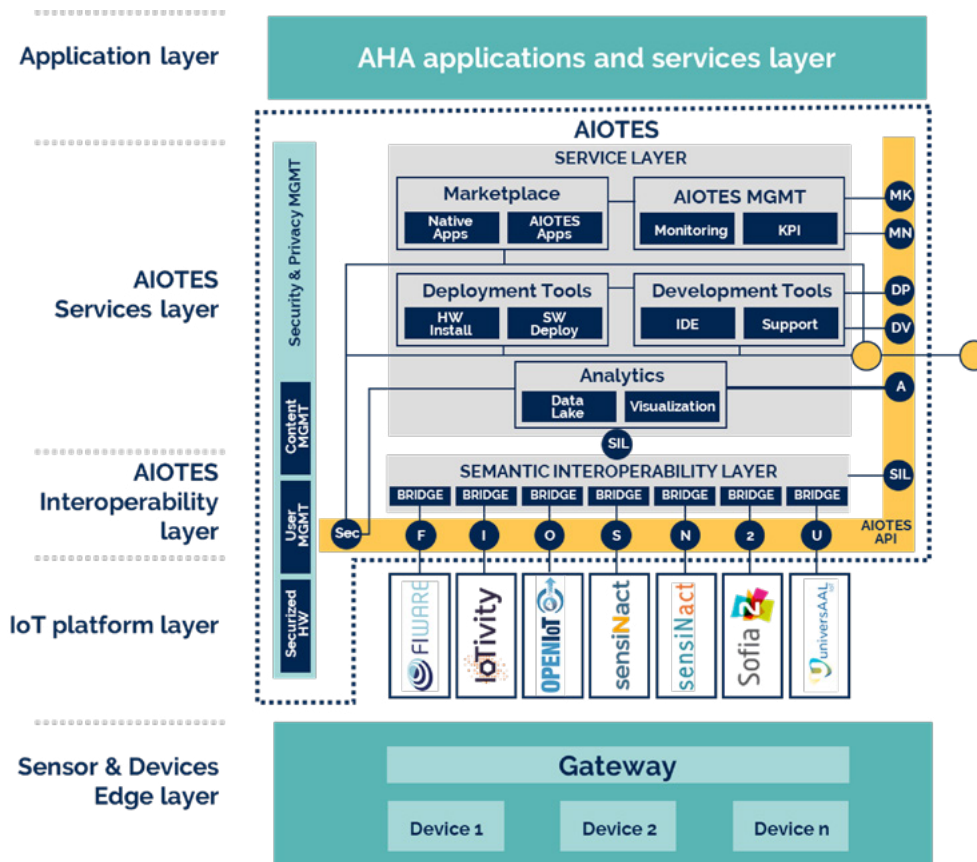 Application layer
AHA applications and services layer
AIOTES
SERVICE LAYER
Security & Privacy MGMT
Marketplace
Native
Apps
AIOTES
Apps
AIOTES MGMT
Monitoring
KPI
MK
MN
AIOTES
Services layer
Deployment Tools
HW
Install
SW
Deploy
Development Tools
IDE
Support
DP
DV
Analytics
Data
Lake
Visualization
A
Content
MGMT
SIL
AIOTES
Interoperability
layer
SEMANTIC INTEROPERABILITY LAYER
SIL
BRIDGE
BRIDGE
BRIDGE
BRIDGE
BRIDGE
BRIDGE
BRIDGE
User
MGMT
Sec
F
I
O
S
N
2
U
AIOTES
API
IoT platform layer
Securized
HW
FIWARE
IoTivity
OPENIoT
sensiNact
sensiNact
Sofia2
universAAL
IoT
Sensor & Devices
Edge layer
Gateway
Device 1
Device 2
Device n